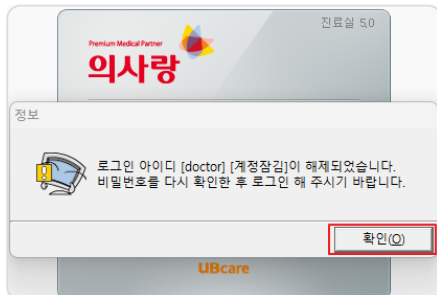 진료실 5.0
Premium Medical Partner
의사랑
정보
로그인 아이디 [doctor] [계정잠김]이 해제되었습니다.
비밀번호를 다시 확인한 후 로그인 해 주시기 바랍니다.
확인(O)
UBcare